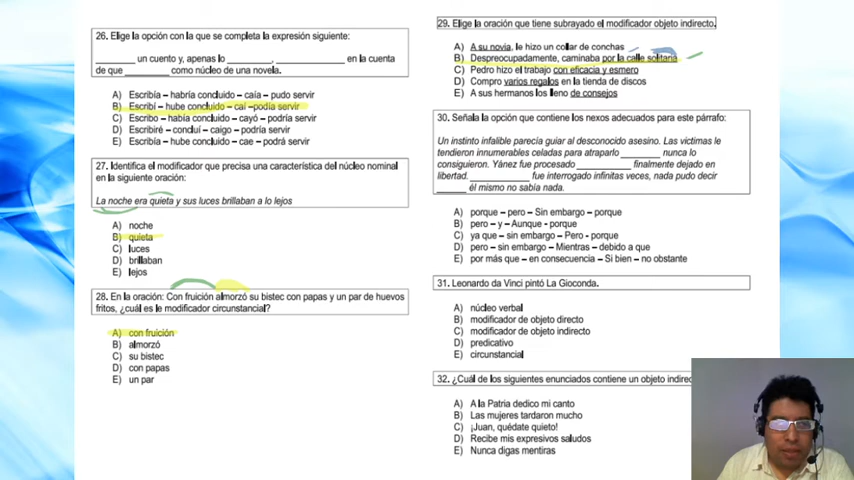 26. Elige la opción con la que se completa la expresión siguiente:
________ un cuento y, apenas lo _________, ____________________ en la cuenta
de que _________ como núcleo de una novela.
A) Escribía – habría concluido – caía – pudo servir
B) Escribí – hube concluido – caí –podía servir
C) Escribo – había concluido – cayó – podría servir
D) Escribiré – concluí – caigo – podría servir
E) Escribía – hube concluido – cae – podrá servir
27. Identifica el modificador que precisa una característica del núcleo nominal
en la siguiente oración:
La noche era quieta y sus luces brillaban a lo lejos
A) noche
B) quieta
C) luces
D) brillaban
E) lejos
28. En la oración: Con fruición almorzó su bistec con papas y un par de huevos
fritos, ¿cuál es le modificador circunstancial?
A) con fruición
B) almorzó
C) su bistec
D) con papas
E) un par
29. Elige la oración que tiene subrayado el modificador objeto indirecto.
A) A su novia, le hizo un collar de conchas
B) Despreocupadamente, caminaba por la calle solitaria
C) Pedro hizo el trabajo con eficacia y esmero
D) Compro varios regalos en la tienda de discos
E) A sus hermanos los lleno de consejos
30. Señala la opción que contiene los nexos adecuados para este párrafo:
Un instinto infalible parecía guiar al desconocido asesino. Las victimas le
tendieron innumerables celadas para atraparlo ________ nunca lo
consiguieron. Yánez fue procesado ___________ finalmente dejado en
libertad. ____________ fue interrogado infinitas veces, nada pudo decir
______ él mismo no sabía nada.
A) porque – pero – Sin embargo – porque
B) pero – y – Aunque - porque
C) ya que – sin embargo – Pero - porque
D) pero – sin embargo – Mientras – debido a que
E) por más que – en consecuencia – Si bien – no obstante
31. Leonardo da Vinci pintó La Gioconda.
A) núcleo verbal
B) modificador de objeto directo
C) modificador de objeto indirecto
D) predicativo
E) circunstancial
32. ¿Cuál de los siguientes enunciados contiene un objeto indirec
A) A la Patria dedico mi canto
B) Las mujeres tardaron mucho
C) ¡Juan, quédate quieto!
D) Recibe mis expresivos saludos
E) Nunca digas mentiras